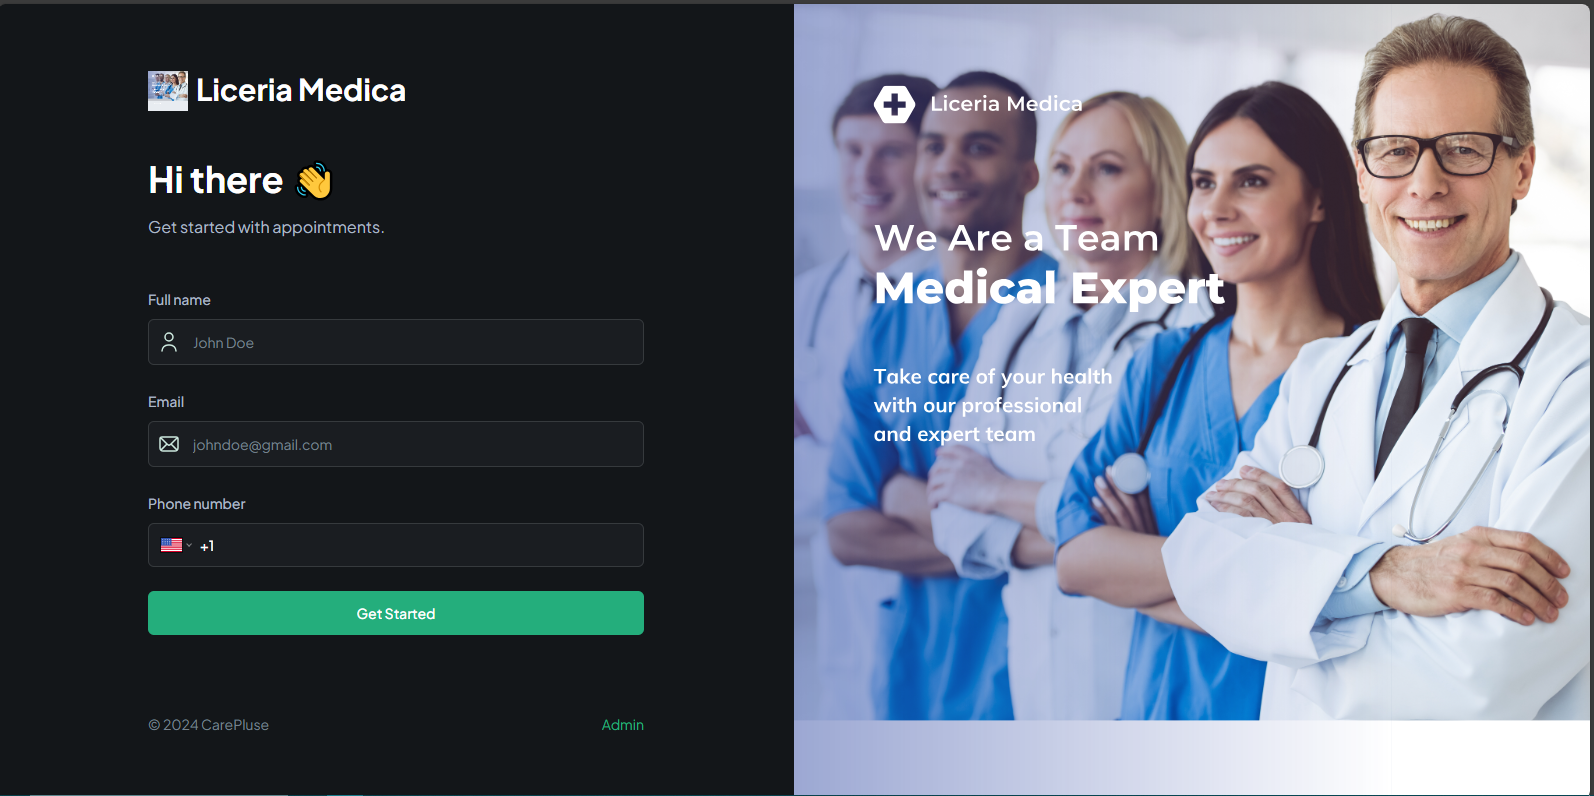 Liceria Medica
Hi there 👋
Get started with appointments.
Full name
John Doe
Email
johndoe@gmail.com
Phone number
+1
Get Started
© 2024 CarePluse
Admin
Liceria Medica
We Are a Team
Medical Expert
Take care of your health
with our professional
and expert team